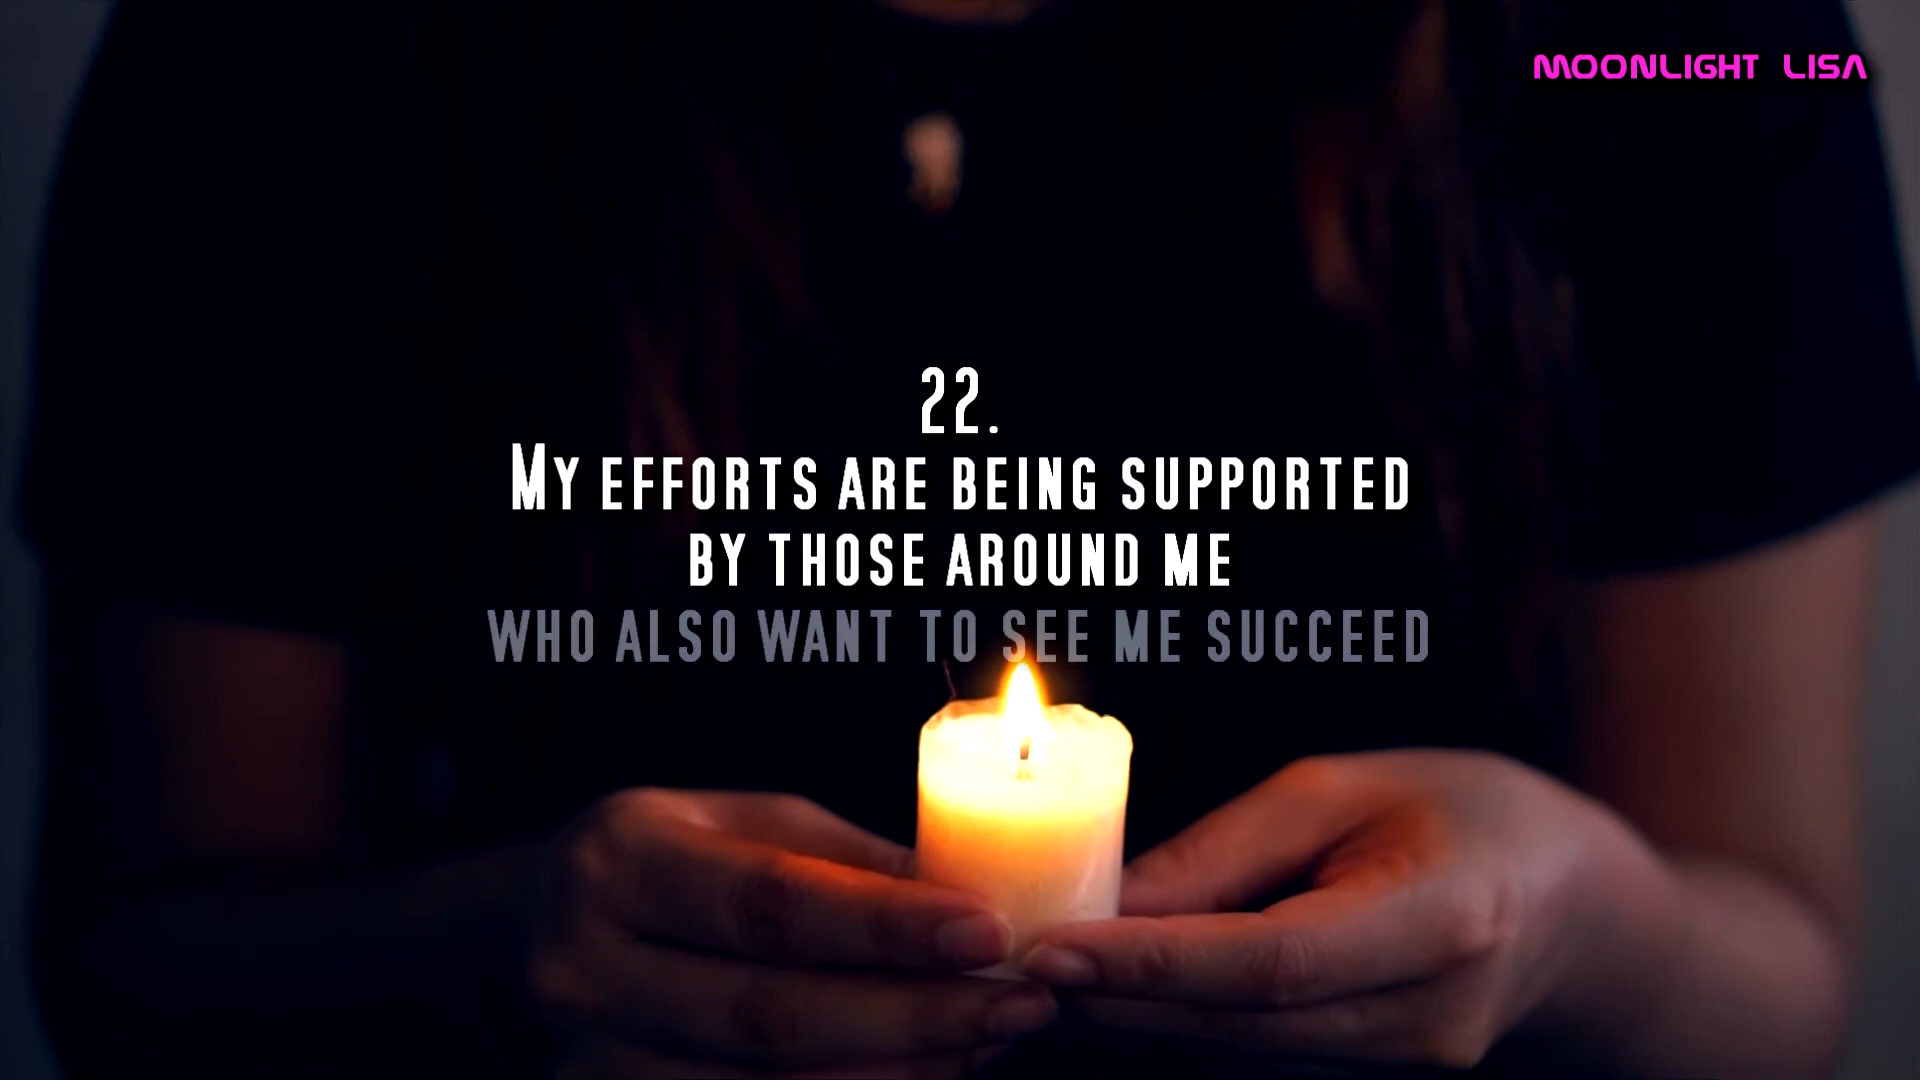 MOONLIGHT LISA
22.
MY EFFORTS ARE BEING SUPPORTED
BY THOSE AROUND ME
WHO ALSO WANT TO SEE ME SUCCEED